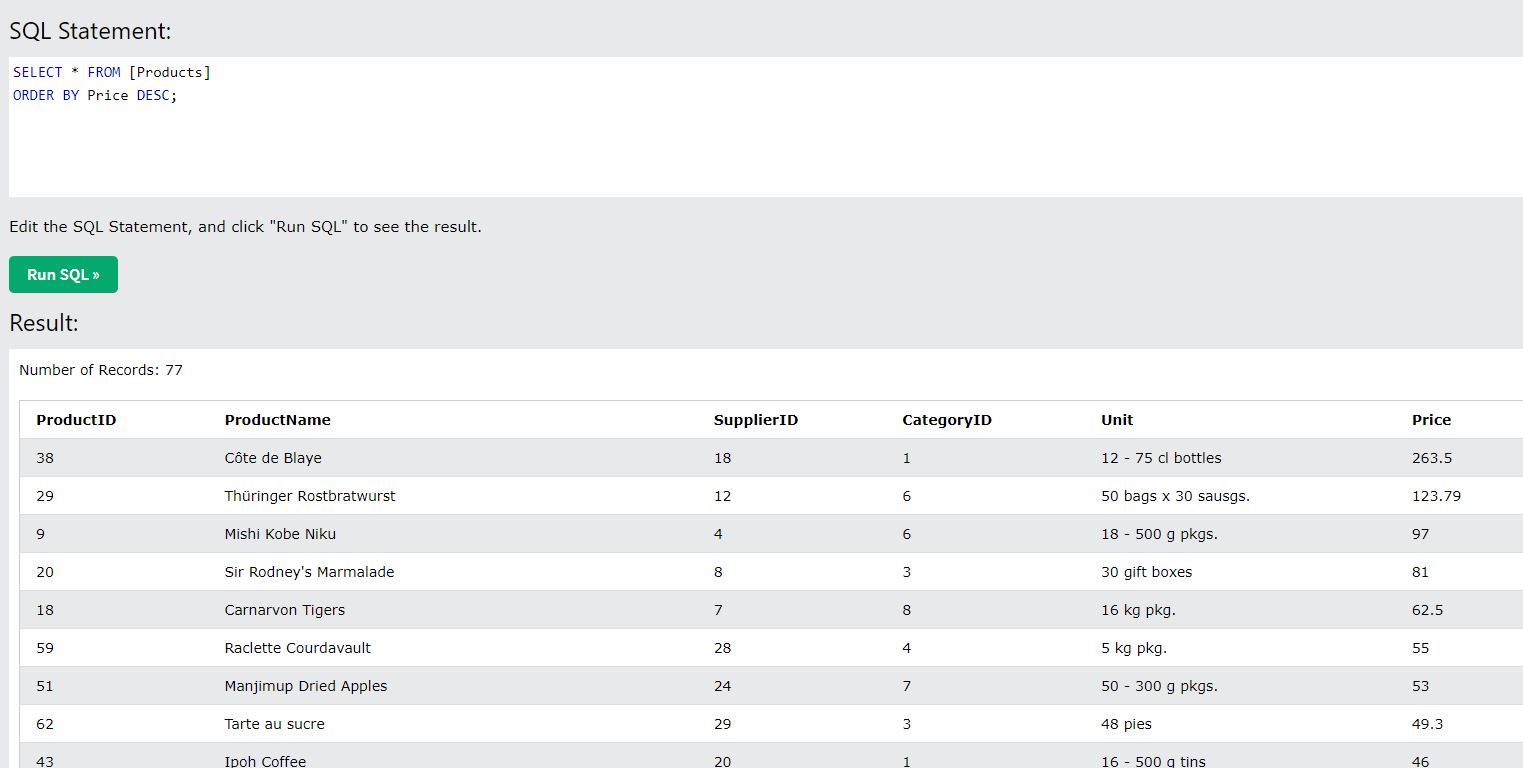 SQL Statement:
SELECT * FROM [Products]
ORDER BY Price DESC;
Edit the SQL Statement, and click "Run SQL" to see the result.
Run SQL »
Result:
Number of Records: 77
ProductID ProductName SupplierID CategoryID Unit Price
38 Côte de Blaye 18 1 12 - 75 cl bottles 263.5
29 Thüringer Rostbratwurst 12 6 50 bags x 30 sausgs. 123.79
9 Mishi Kobe Niku 4 6 18 - 500 g pkgs. 97
20 Sir Rodney's Marmalade 8 3 30 gift boxes 81
18 Carnarvon Tigers 7 8 16 kg pkg. 62.5
59 Raclette Courdavault 28 4 5 kg pkg. 55
51 Manjimup Dried Apples 24 7 50 - 300 g pkgs. 53
62 Tarte au sucre 29 3 48 pies 49.3
43 Ipoh Coffee 20 1 16 - 500 g tins 46